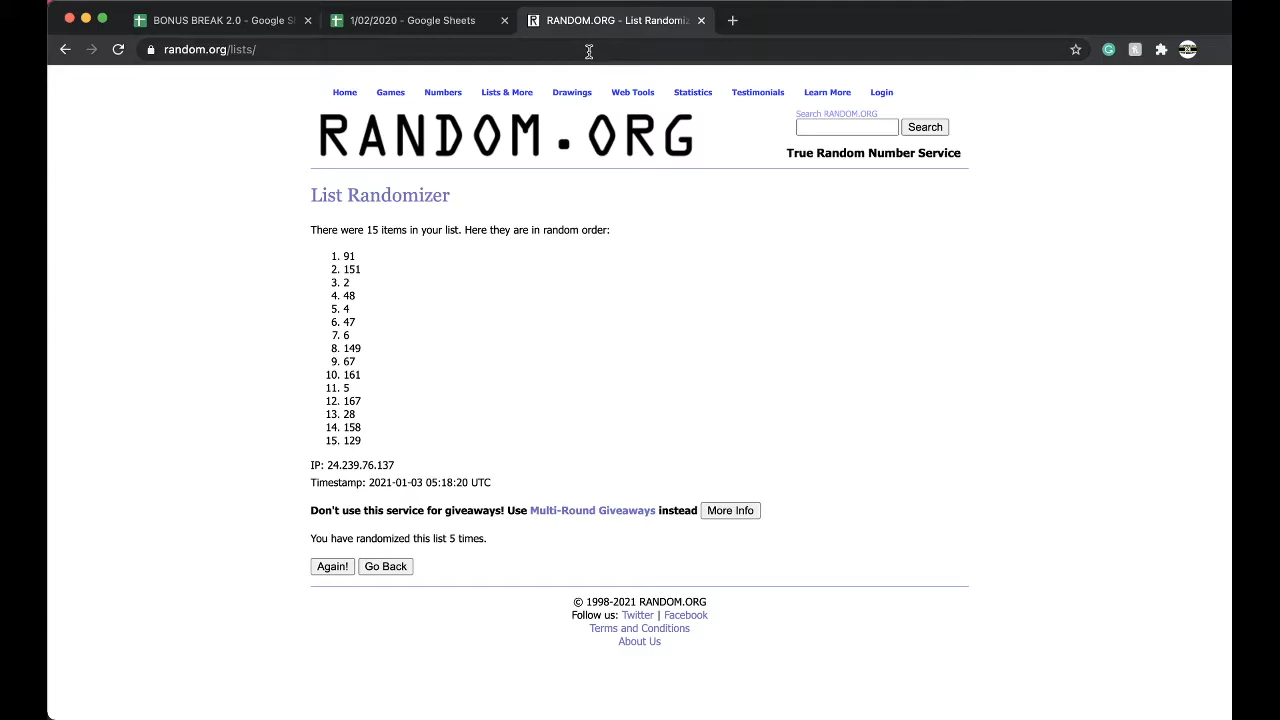 BONUS BREAK 2.0 - Google Sh
1/02/2020 - Google Sheets
RANDOM.ORG - List Randomiz
random.org/lists/
Home Games Numbers Lists & More Drawings Web Tools Statistics Testimonials Learn More Login
RANDOM.ORG
Search RANDOM.ORG
Search
True Random Number Service
List Randomizer
There were 15 items in your list. Here they are in random order:
1. 91
2. 151
3. 2
4. 48
5. 4
6. 47
7. 6
8. 149
9. 67
10. 161
11. 5
12. 167
13. 28
14. 158
15. 129
IP: 24.239.76.137
Timestamp: 2021-01-03 05:18:20 UTC
Don't use this service for giveaways! Use Multi-Round Giveaways instead More Info
You have randomized this list 5 times.
Again! Go Back
© 1998-2021 RANDOM.ORG
Follow us: Twitter | Facebook
Terms and Conditions
About Us